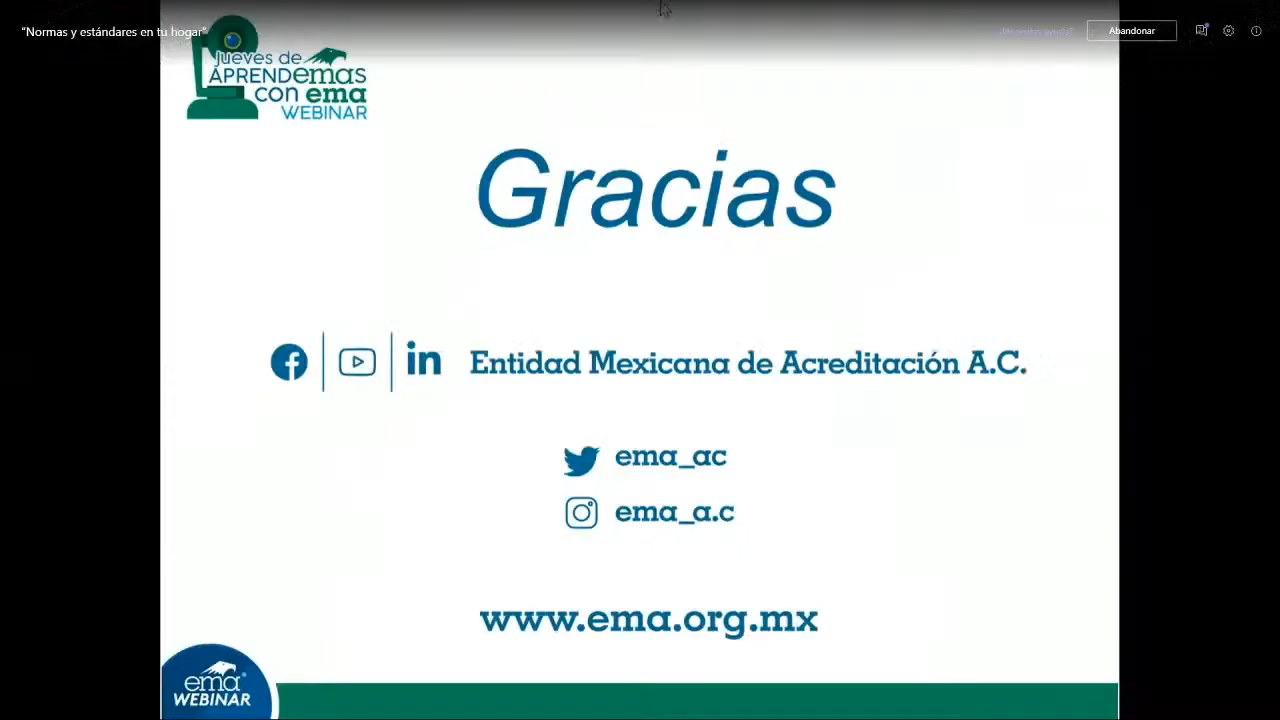 “Normas y estándares en tu hogar”
Abandonar
jueves de
APRENDemas
con ema
WEBINAR
Gracias
in Entidad Mexicana de Acreditación A.C.
ema_ac
ema_a.c
www.ema.org.mx
ema®
WEBINAR